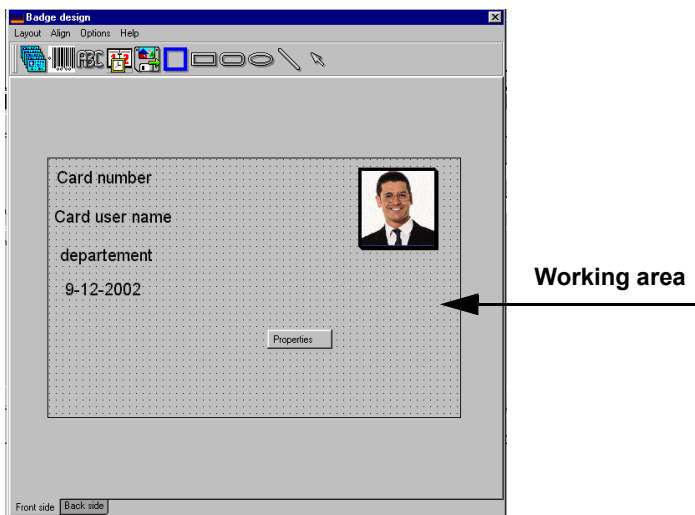 Badge design
Layout Align Options Help
ABC
Card number
Card user name
departement
9-12-2002
Working area
Properties
Front side Back side